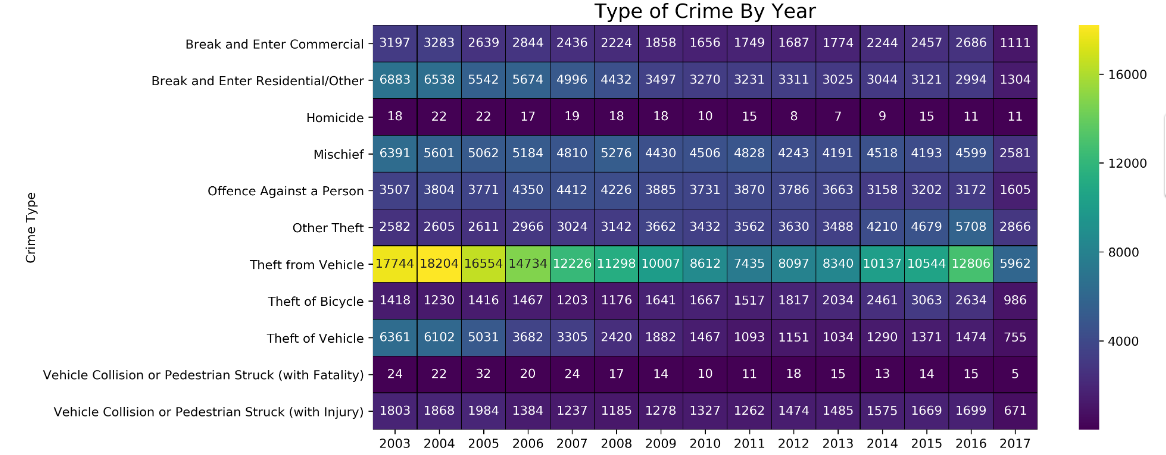 Type of Crime By Year
Crime Type
Break and Enter Commercial 3197 3283 2639 2844 2436 2224 1858 1656 1749 1687 1774 2244 2457 2686 1111
Break and Enter Residential/Other 6883 6538 5542 5674 4996 4432 3497 3270 3231 3311 3025 3044 3121 2994 1304
Homicide 18 22 22 17 19 18 18 10 15 8 7 9 15 11 11
Mischief 6391 5601 5062 5184 4810 5276 4430 4506 4828 4243 4191 4518 4193 4599 2581
Offence Against a Person 3507 3804 3771 4350 4412 4226 3885 3731 3870 3786 3663 3158 3202 3172 1605
Other Theft 2582 2605 2611 2966 3024 3142 3662 3432 3562 3630 3488 4210 4679 5708 2866
Theft from Vehicle 17744 18204 16554 14734 12226 11298 10007 8612 7435 8097 8340 10137 10544 12806 5962
Theft of Bicycle 1418 1230 1416 1467 1203 1176 1641 1667 1517 1817 2034 2461 3063 2634 986
Theft of Vehicle 6361 6102 5031 3682 3305 2420 1882 1467 1093 1151 1034 1290 1371 1474 755
Vehicle Collision or Pedestrian Struck (with Fatality) 24 22 32 20 24 17 14 10 11 18 15 13 14 15 5
Vehicle Collision or Pedestrian Struck (with Injury) 1803 1868 1984 1384 1237 1185 1278 1327 1262 1474 1485 1575 1669 1699 671
2003 2004 2005 2006 2007 2008 2009 2010 2011 2012 2013 2014 2015 2016 2017
16000
12000
8000
4000